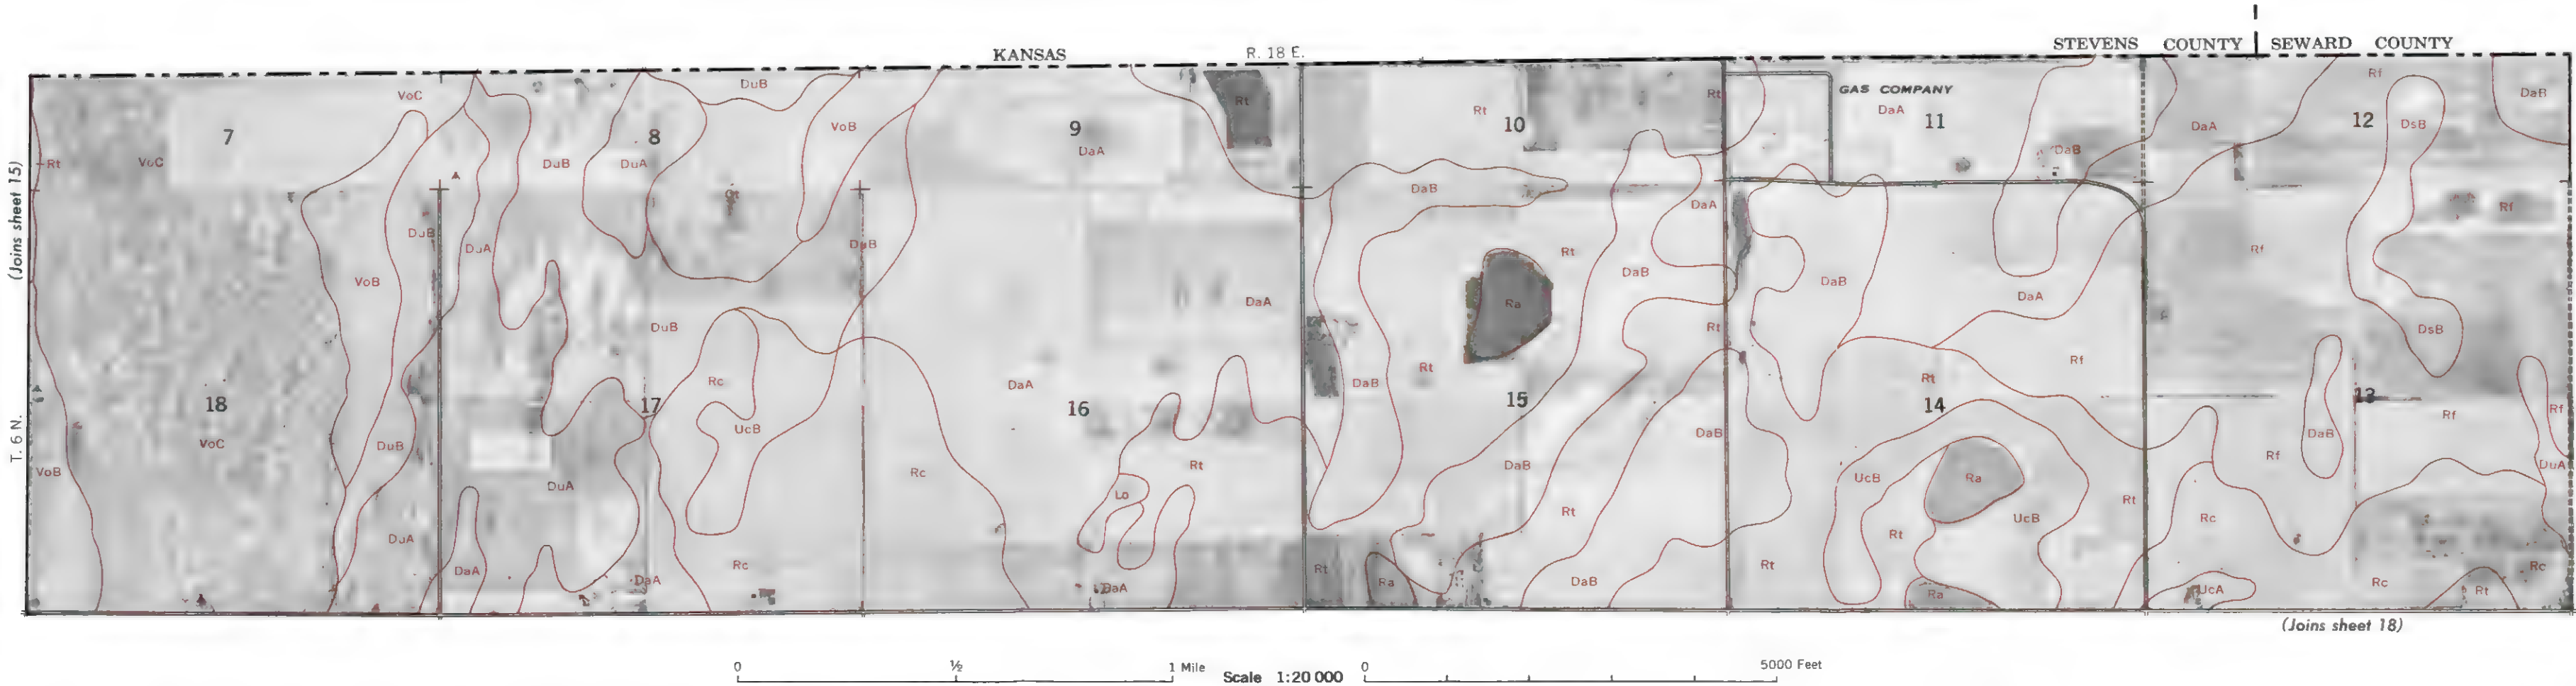 STEVENS COUNTY SEWARD COUNTY
KANSAS R. 18 E.
VoC DuB Rt Rt Rt GAS COMPANY Rf DaB
7 8 VoB 9 10 DaA 11 DaA 12 DsB
Rt VoC DuB DuA DaA DaB
(Joins sheet 15)
DaB DaA Rf
DuB DuA DuB Rt Rf
VoB DaB DaB
DaA Ra DaA
DuB Rt DsB
Rc DaA DaB Rt Rt Rf
18 17 16 15 14 13
T. 6 N.
VoC DuB UcB DaB Rf DaB Rf
VoB Rc Rt DaB UcB Ra Rf DuA
DuA Lo Rt UcB Rt Rc
DuA Rt
DaA DaA Rc DaA Rt Ra DaB Rt Ra UcA Rc Rt Rc
(Joins sheet 18)
0 ½ 1 Mile Scale 1:20 000 0 5000 Feet